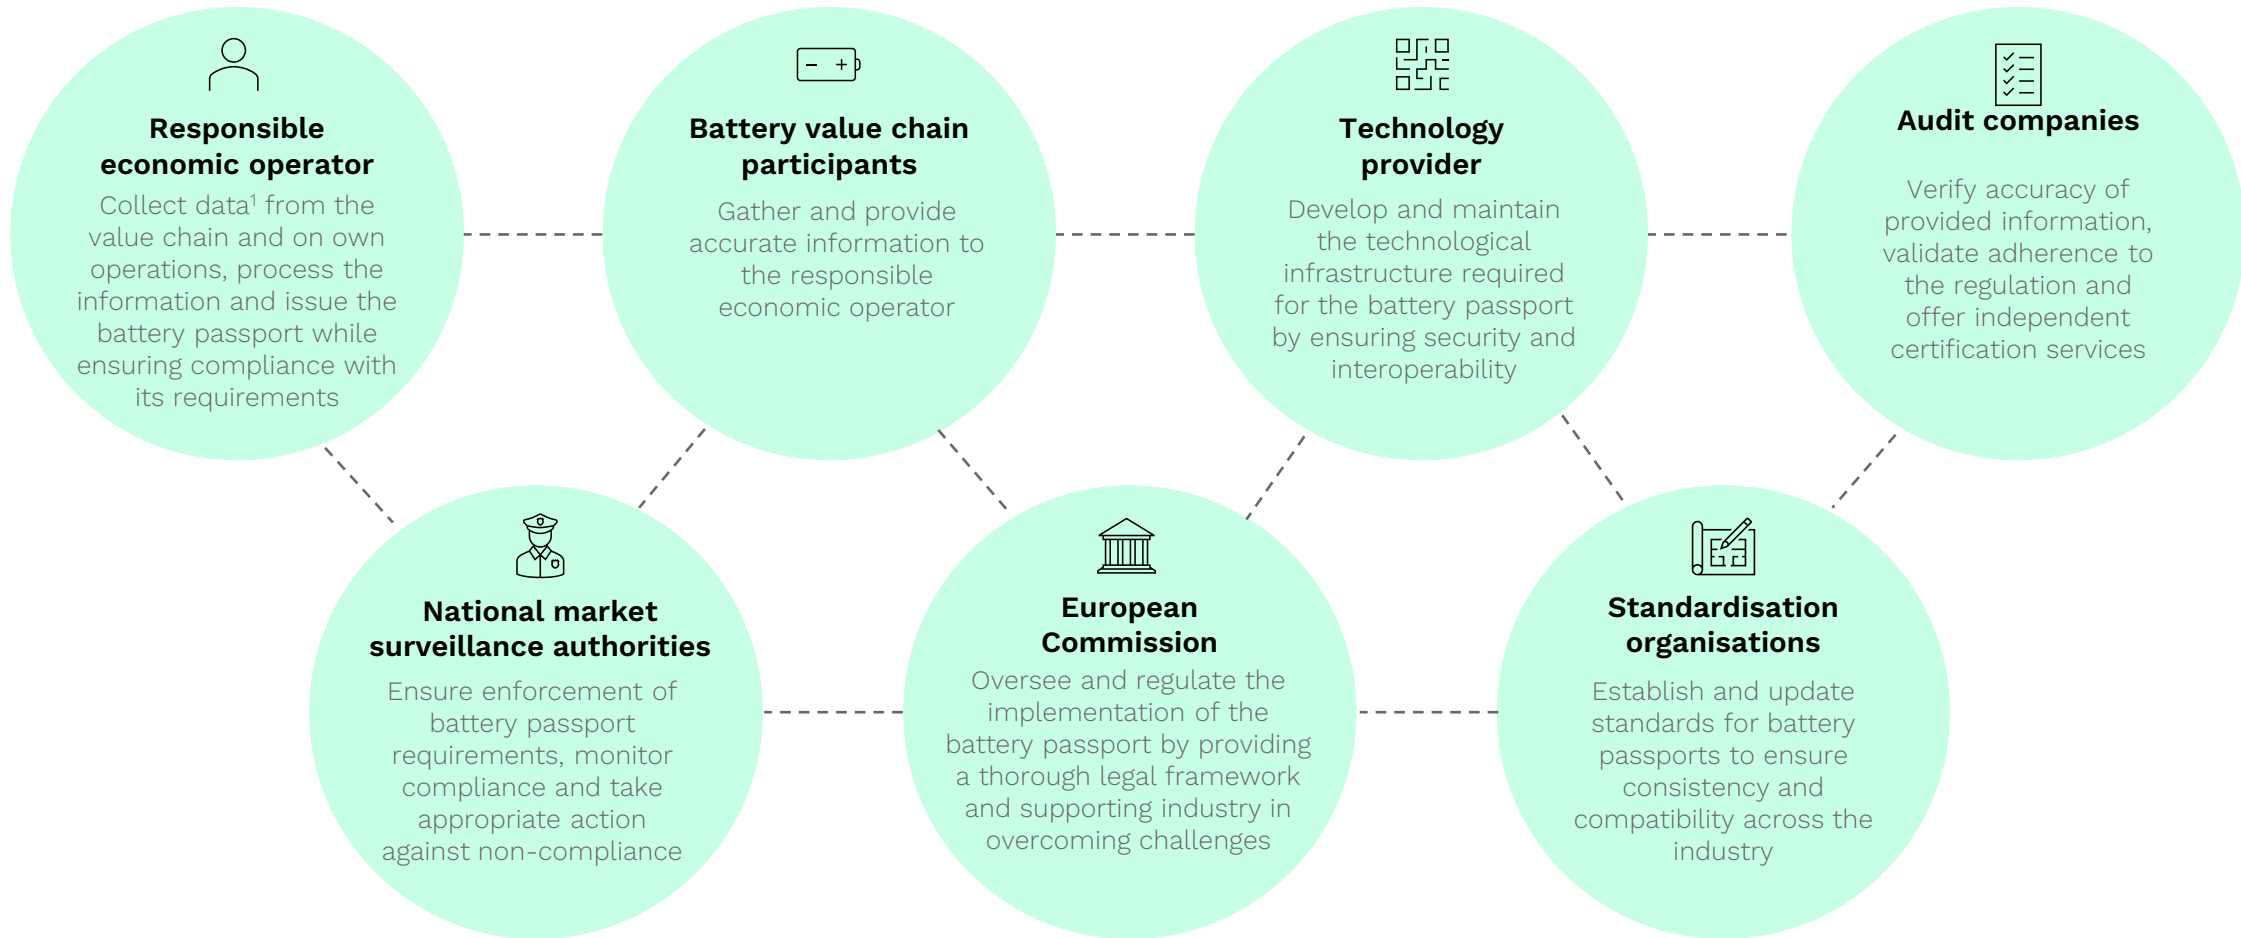 Responsible
economic operator
Collect data¹ from the
value chain and on own
operations, process the
information and issue the
battery passport while
ensuring compliance with
its requirements
Battery value chain
participants
Gather and provide
accurate information to
the responsible
economic operator
Technology
provider
Develop and maintain
the technological
infrastructure required
for the battery passport
by ensuring security and
interoperability
Audit companies
Verify accuracy of
provided information,
validate adherence to
the regulation and
offer independent
certification services
National market
surveillance authorities
Ensure enforcement of
battery passport
requirements, monitor
compliance and take
appropriate action
against non-compliance
European
Commission
Oversee and regulate the
implementation of the
battery passport by providing
a thorough legal framework
and supporting industry in
overcoming challenges
Standardisation
organisations
Establish and update
standards for battery
passports to ensure
consistency and
compatibility across the
industry